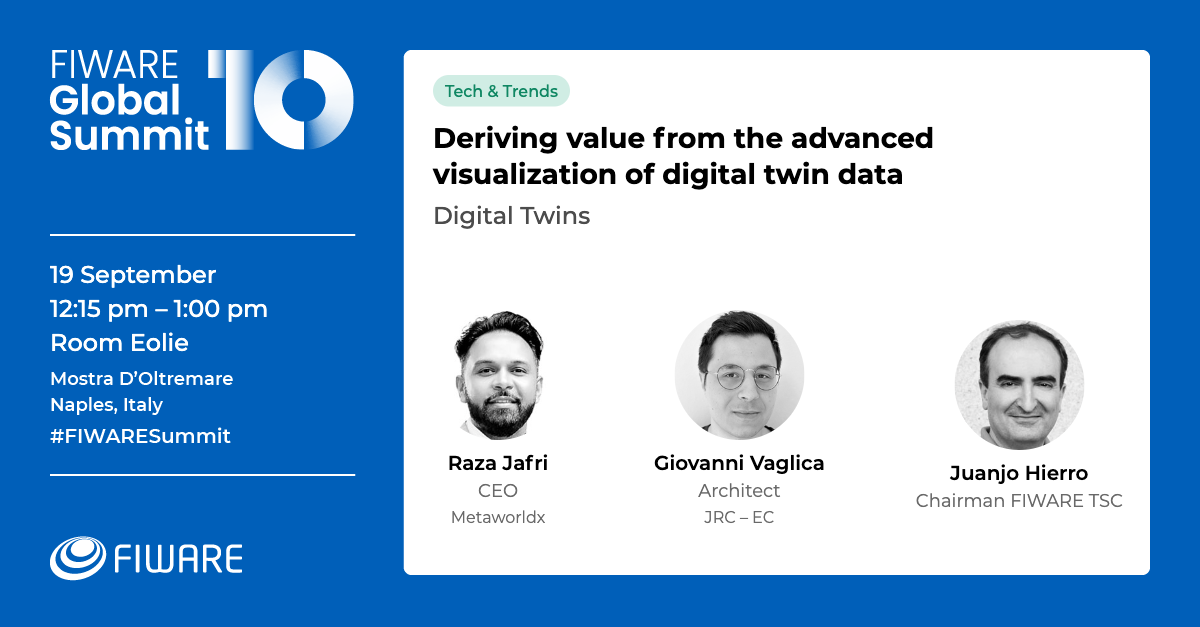 FIWARE
Global
Summit
10
19 September
12:15 pm – 1:00 pm
Room Eolie
Mostra D’Oltremare
Naples, Italy
#FIWARESummit
FIWARE
Tech & Trends
Deriving value from the advanced
visualization of digital twin data
Digital Twins
Raza Jafri
CEO
Metaworldx
Giovanni Vaglica
Architect
JRC – EC
Juanjo Hierro
Chairman FIWARE TSC